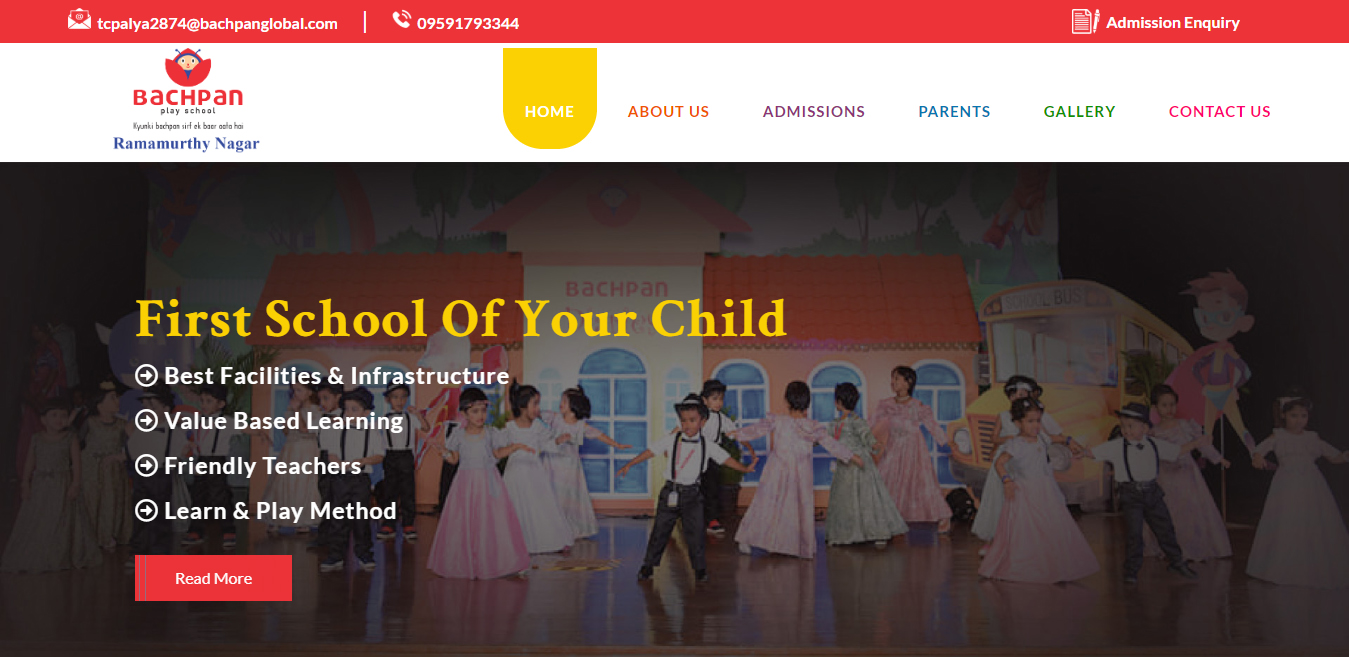 tcpalya2874@bachpanglobal.com | 09591793344
Admission Enquiry
BACHPAN
play school
Kyunki bachpan sirf ek baar aata hai
Ramamurthy Nagar
HOME
ABOUT US
ADMISSIONS
PARENTS
GALLERY
CONTACT US
BACHPAN
SCHOOL BUS
First School Of Your Child
Best Facilities & Infrastructure
Value Based Learning
Friendly Teachers
Learn & Play Method
Read More